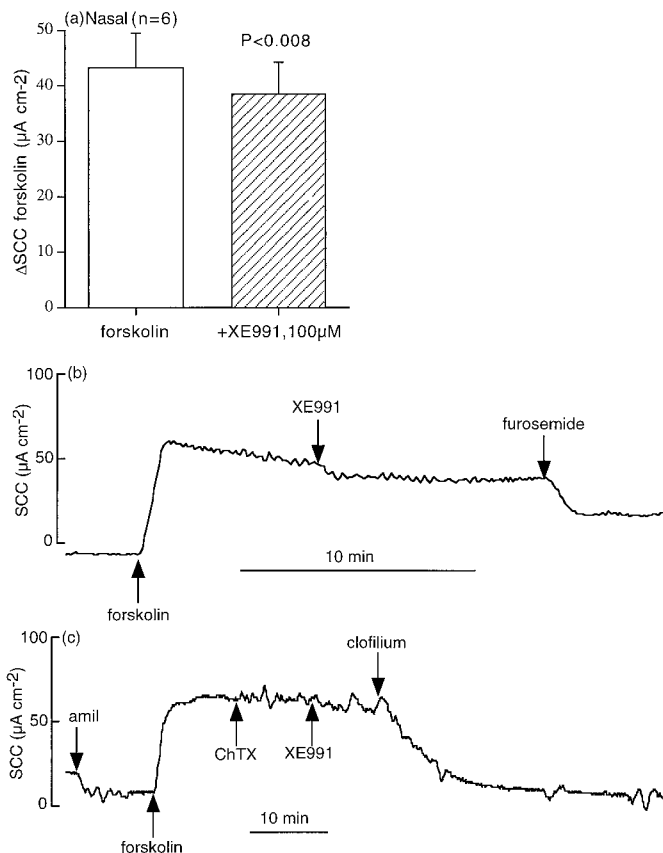 (a)Nasal (n=6)
P<0.008
50
40
30
20
10
0
ΔSCC forskolin (µA cm-2)
forskolin
+XE991,100µM
(b)
100
50
0
SCC (µA cm⁻²)
XE991
furosemide
10 min
forskolin
(c)
100
50
0
SCC (µA cm⁻²)
amil
clofilium
ChTX
XE991
forskolin
10 min